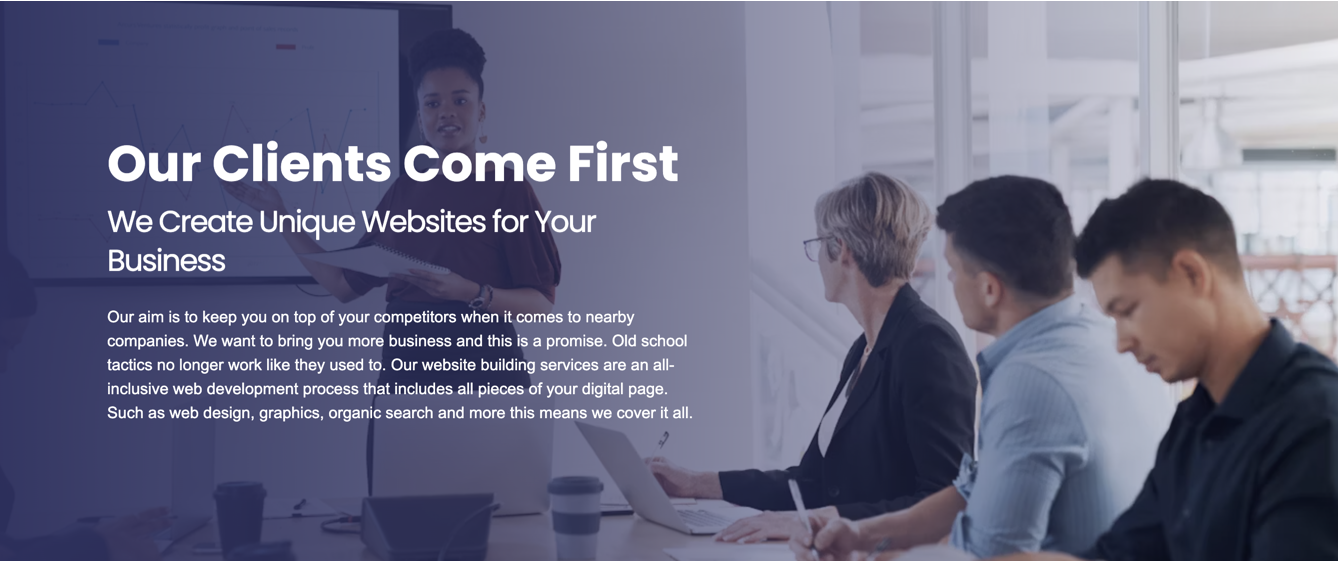 Our Clients Come First
We Create Unique Websites for Your
Business
Our aim is to keep you on top of your competitors when it comes to nearby
companies. We want to bring you more business and this is a promise. Old school
tactics no longer work like they used to. Our website building services are an all-
inclusive web development process that includes all pieces of your digital page.
Such as web design, graphics, organic search and more this means we cover it all.